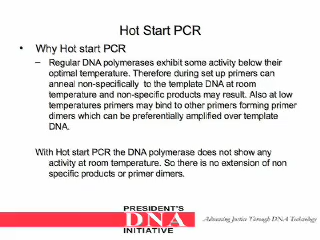 Hot Start PCR
• Why Hot start PCR
– Regular DNA polymerases exhibit some activity below their
optimal temperature. Therefore during set up primers can
anneal non-specifically to the template DNA at room
temperature and non-specific products may result. Also at low
temperatures primers may bind to other primers forming primer
dimers which can be preferentially amplified over template
DNA.
With Hot start PCR the DNA polymerase does not show any
activity at room temperature. So there is no extension of non
specific products or primer dimers.
PRESIDENT'S
DNA
INITIATIVE
Advancing Justice Through DNA Technology